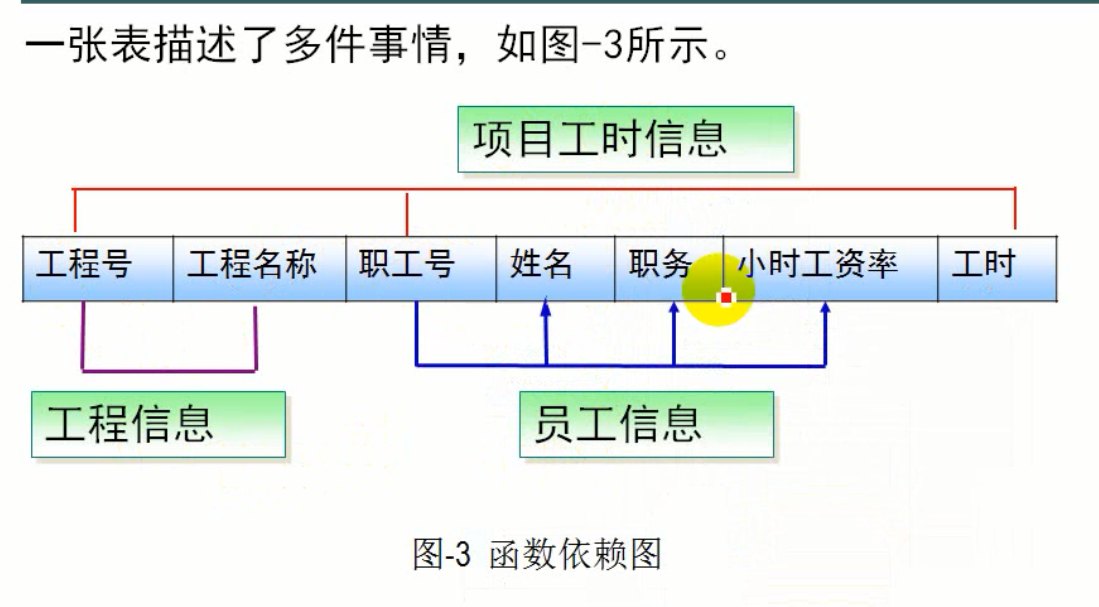 一张表描述了多件事情，如图-3所示。
项目工时信息
工程号 工程名称 职工号 姓名 职务 小时工资率 工时
工程信息 员工信息
图-3 函数依赖图